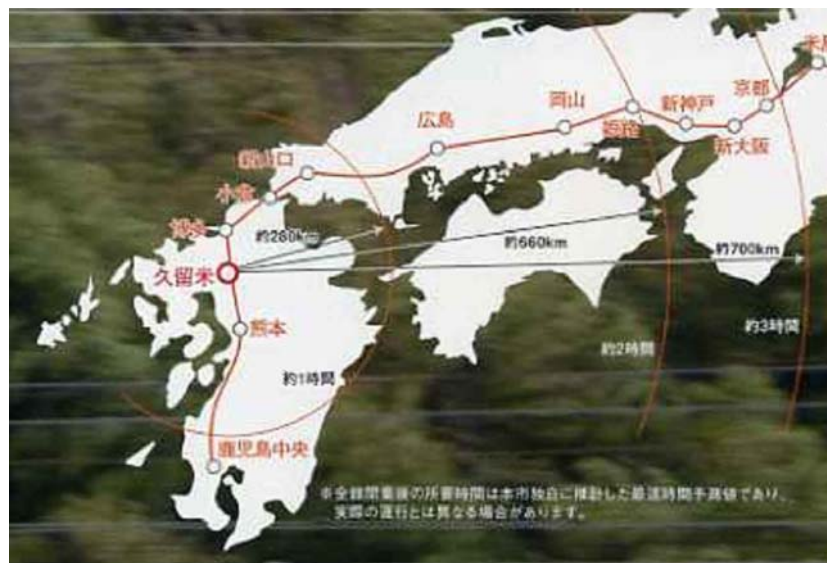 米原
京都
新神戸
岡山
姫路
新大阪
広島
新山口
小倉
博多
約280km
約660km
約700km
久留米
熊本
約3時間
約2時間
約1時間
鹿児島中央
※全線開業後の所要時間は本市独自に推計した最速時間予測値であり、
実際の運行とは異なる場合があります。